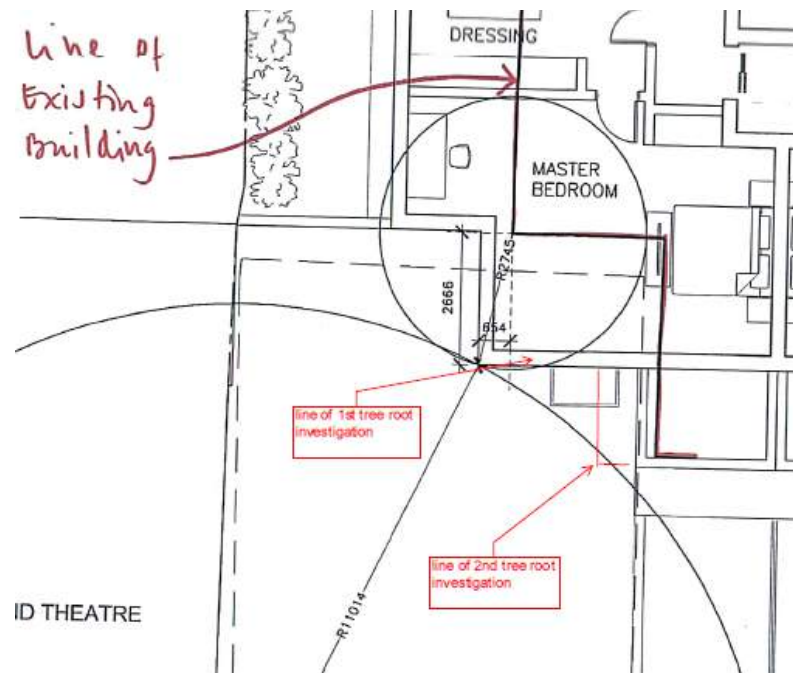 Line of
Existing
Building
DRESSING
MASTER
BEDROOM
R2745
2666
654
line of 1st tree root
investigation
line of 2nd tree root
investigation
R11014
ID THEATRE